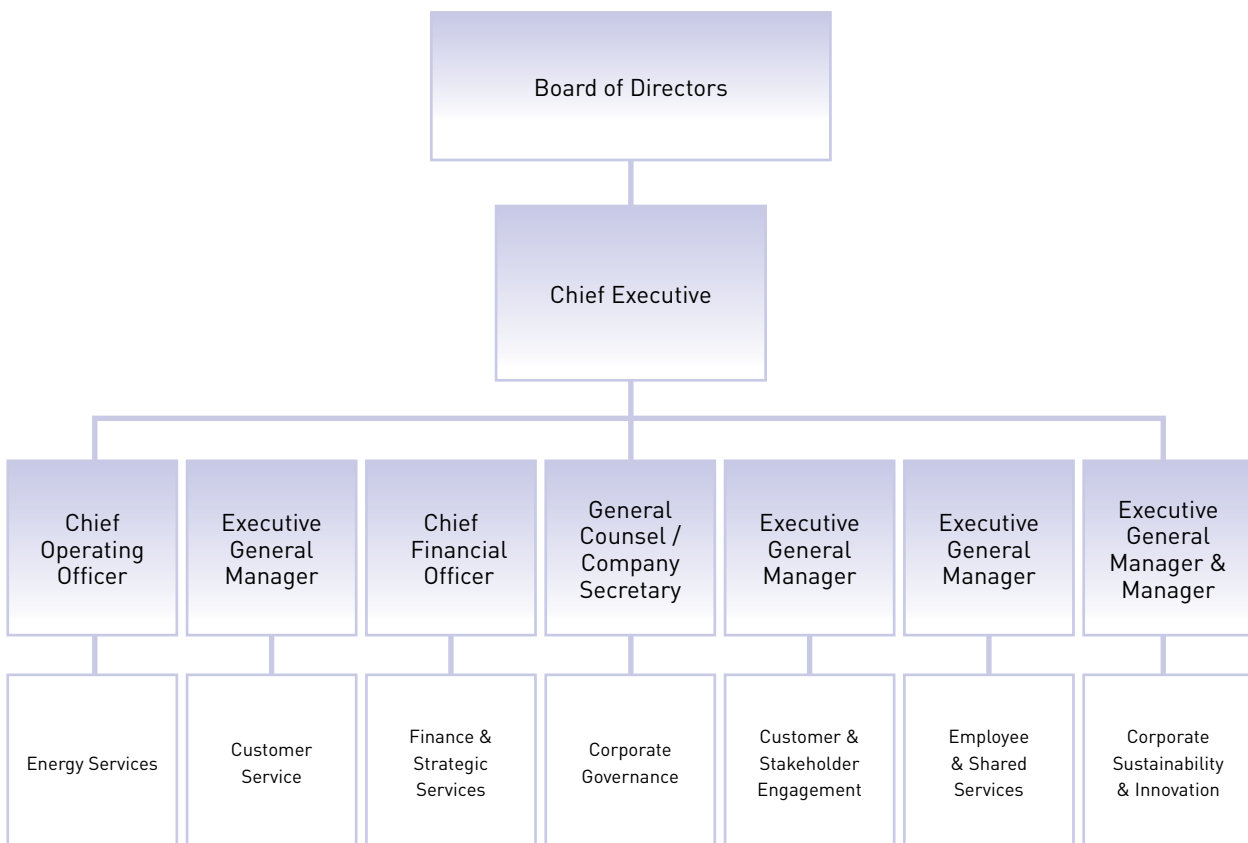 Board of Directors
Chief Executive
Chief
Operating
Officer
Executive
General
Manager
Chief
Financial
Officer
General
Counsel /
Company
Secretary
Executive
General
Manager
Executive
General
Manager
Executive
General
Manager &
Manager
Energy Services
Customer
Service
Finance &
Strategic
Services
Corporate
Governance
Customer &
Stakeholder
Engagement
Employee
& Shared
Services
Corporate
Sustainability
& Innovation